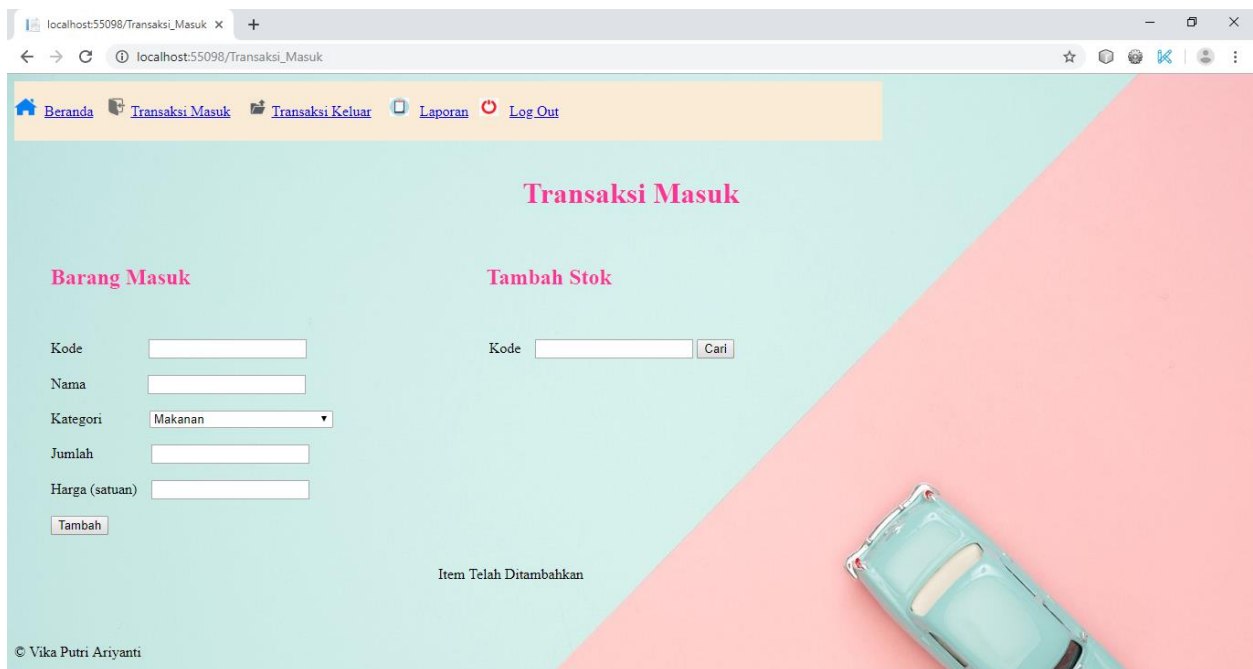 localhost:55098/Transaksi_Masuk
localhost:55098/Transaksi_Masuk
Beranda Transaksi Masuk Transaksi Keluar Laporan Log Out
Transaksi Masuk
Barang Masuk
Tambah Stok
Kode
Nama
Kategori Makanan
Jumlah
Harga (satuan)
Tambah
Kode Cari
Item Telah Ditambahkan
© Vika Putri Ariyanti